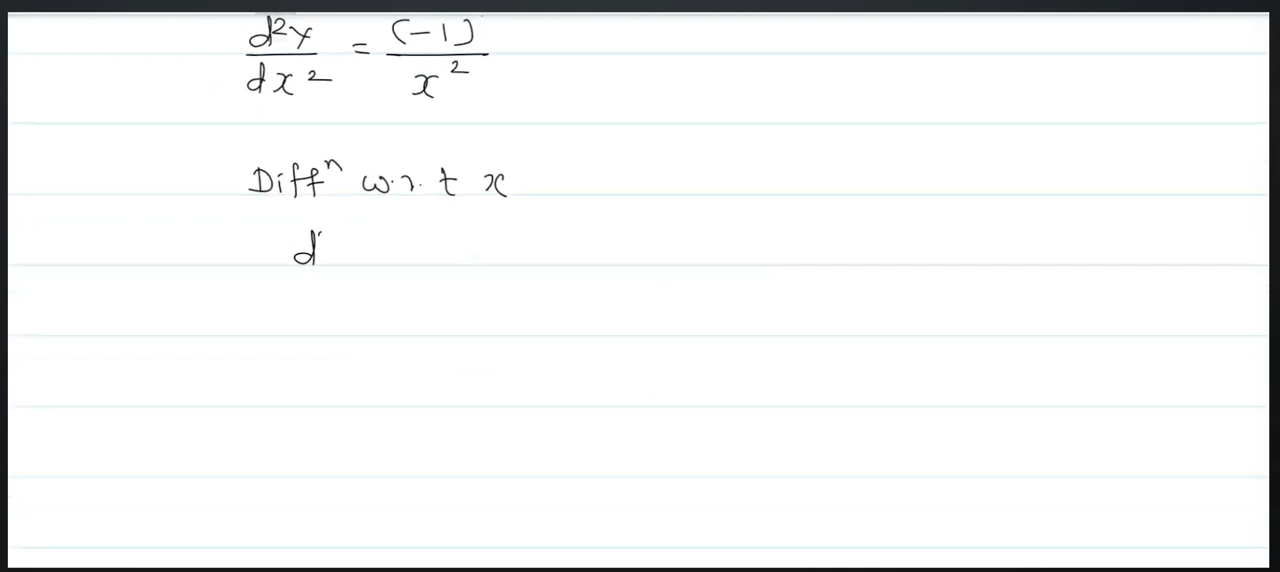 d²y/dx² = (-1)/x²
Diffⁿ w.r.t x
d